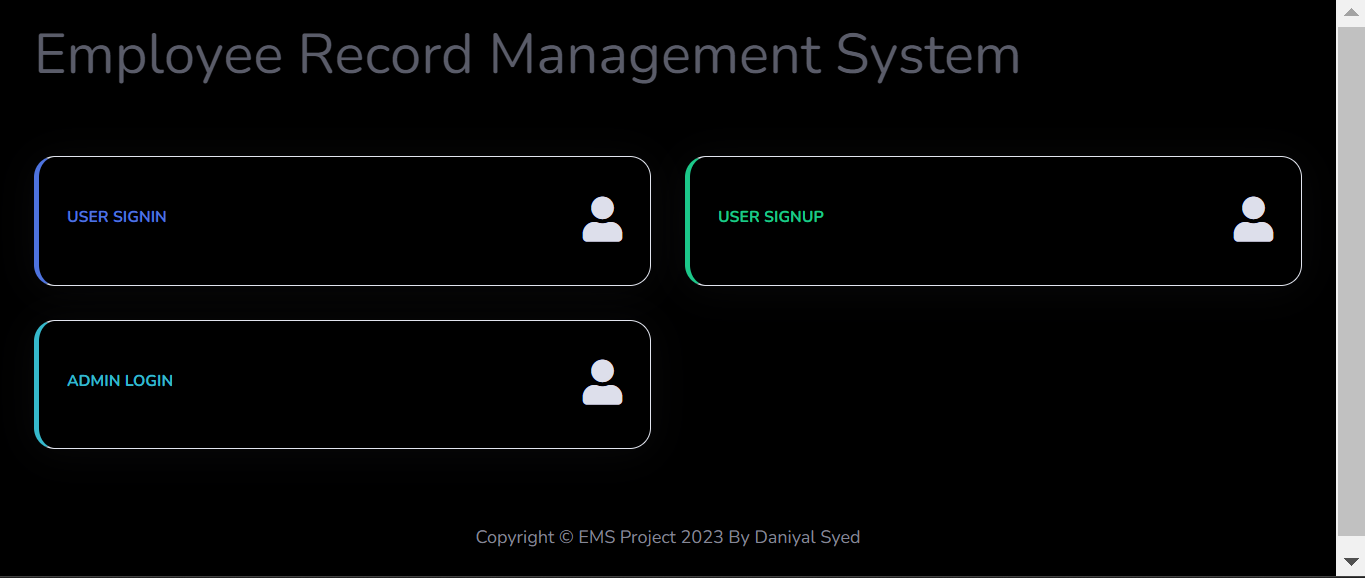 Employee Record Management System
USER SIGNIN
USER SIGNUP
ADMIN LOGIN
Copyright © EMS Project 2023 By Daniyal Syed